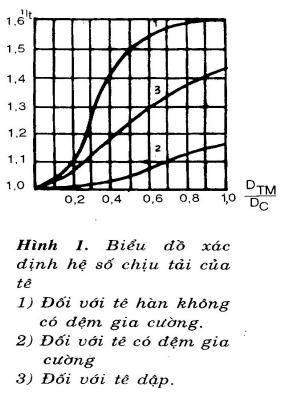 1,6 η t
1
1,5
1,4
3
1,3
1,2
2
1,1
1,0
0,2 0,4 0,6 0,8 1,0 D TM
D C
Hình 1. Biểu đồ xác
định hệ số chịu tải của
tê
1) Đối với tê hàn không
có đệm gia cường.
2) Đối với tê có đệm gia
cường
3) Đối với tê dập.